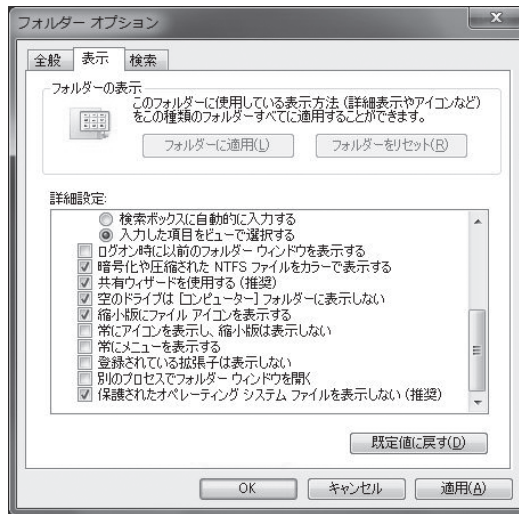 フォルダー オプション
x
全般 表示 検索
フォルダーの表示
このフォルダーに使用している表示方法(詳細表示やアイコンなど)
をこの種類のフォルダーすべてに適用することができます。
フォルダーに適用(L) フォルダーをリセット(R)
詳細設定:
検索ボックスに自動的に入力する
入力した項目をビューで選択する
ログオン時に以前のフォルダー ウィンドウを表示する
暗号化や圧縮された NTFS ファイルをカラーで表示する
共有ウィザードを使用する (推奨)
空のドライブは [コンピューター] フォルダーに表示しない
縮小版にファイル アイコンを表示する
常にアイコンを表示し、縮小版は表示しない
常にメニューを表示する
登録されている拡張子は表示しない
別のプロセスでフォルダー ウィンドウを開く
保護されたオペレーティング システム ファイルを表示しない (推奨)
既定値に戻す(D)
OK キャンセル 適用(A)